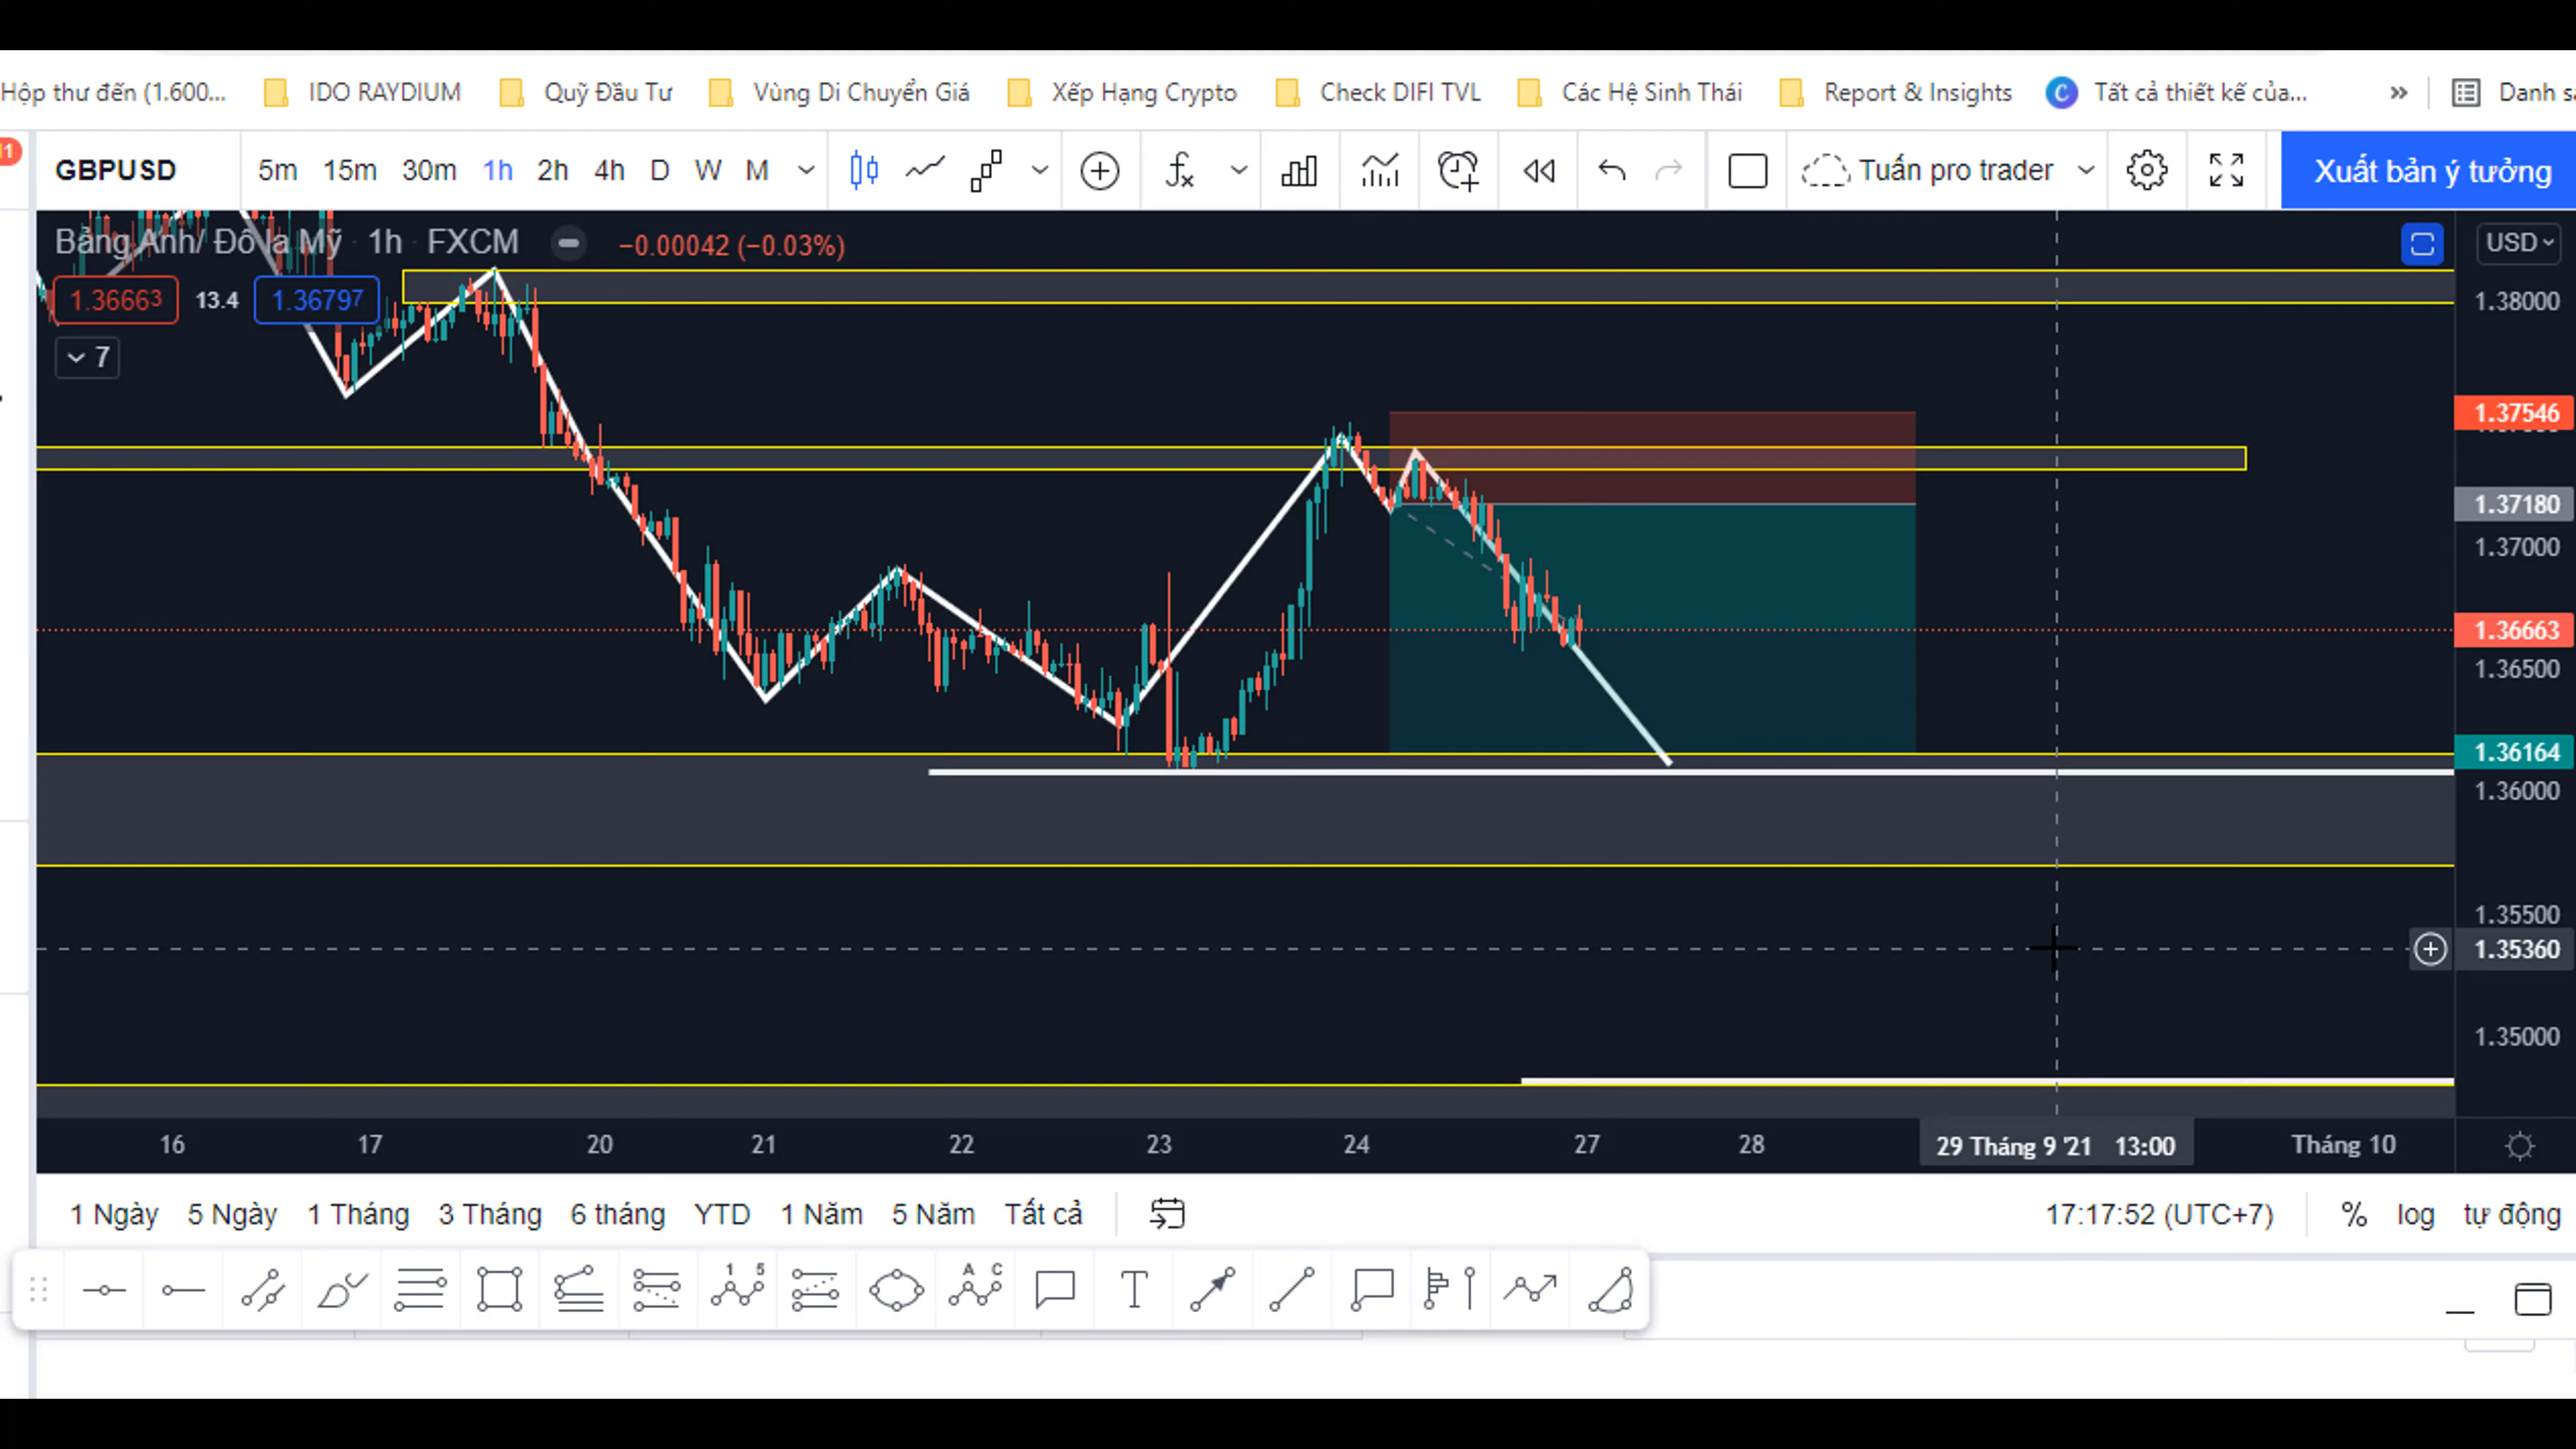 Hộp thư đến (1.600... IDO RAYDIUM Quỹ Đầu Tư Vùng Di Chuyển Giá Xếp Hạng Crypto Check DIFI TVL Các Hệ Sinh Thái Report & Insights Tất cả thiết kế của... » Danh sá
GBPUSD 5m 15m 30m 1h 2h 4h D W M Tuấn pro trader Xuất bản ý tưởng
Bảng Anh/ Đô la Mỹ · 1h · FXCM −0.00042 (−0.03%) USD
1.36663 13.4 1.36797 1.38000
7
1.37546
1.37180
1.37000
1.36663
1.36500
1.36164
1.36000
1.35500
1.35360
1.35000
16 17 20 21 22 23 24 27 28 29 Tháng 9 '21 13:00 Tháng 10
1 Ngày 5 Ngày 1 Tháng 3 Tháng 6 tháng YTD 1 Năm 5 Năm Tất cả 17:17:52 (UTC+7) % log tự động
1 5 A C T